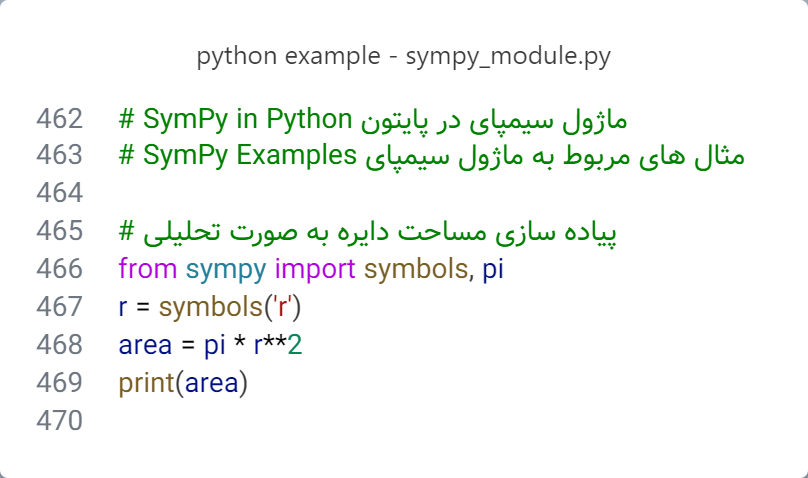 python example - sympy_module.py
462 # SymPy in Python ماژول سیمپای در پایتون
463 # SymPy Examples مثال های مربوط به ماژول سیمپای
464
465 # پیاده سازی مساحت دایره به صورت تحلیلی
466 from sympy import symbols, pi
467 r = symbols('r')
468 area = pi * r**2
469 print(area)
470